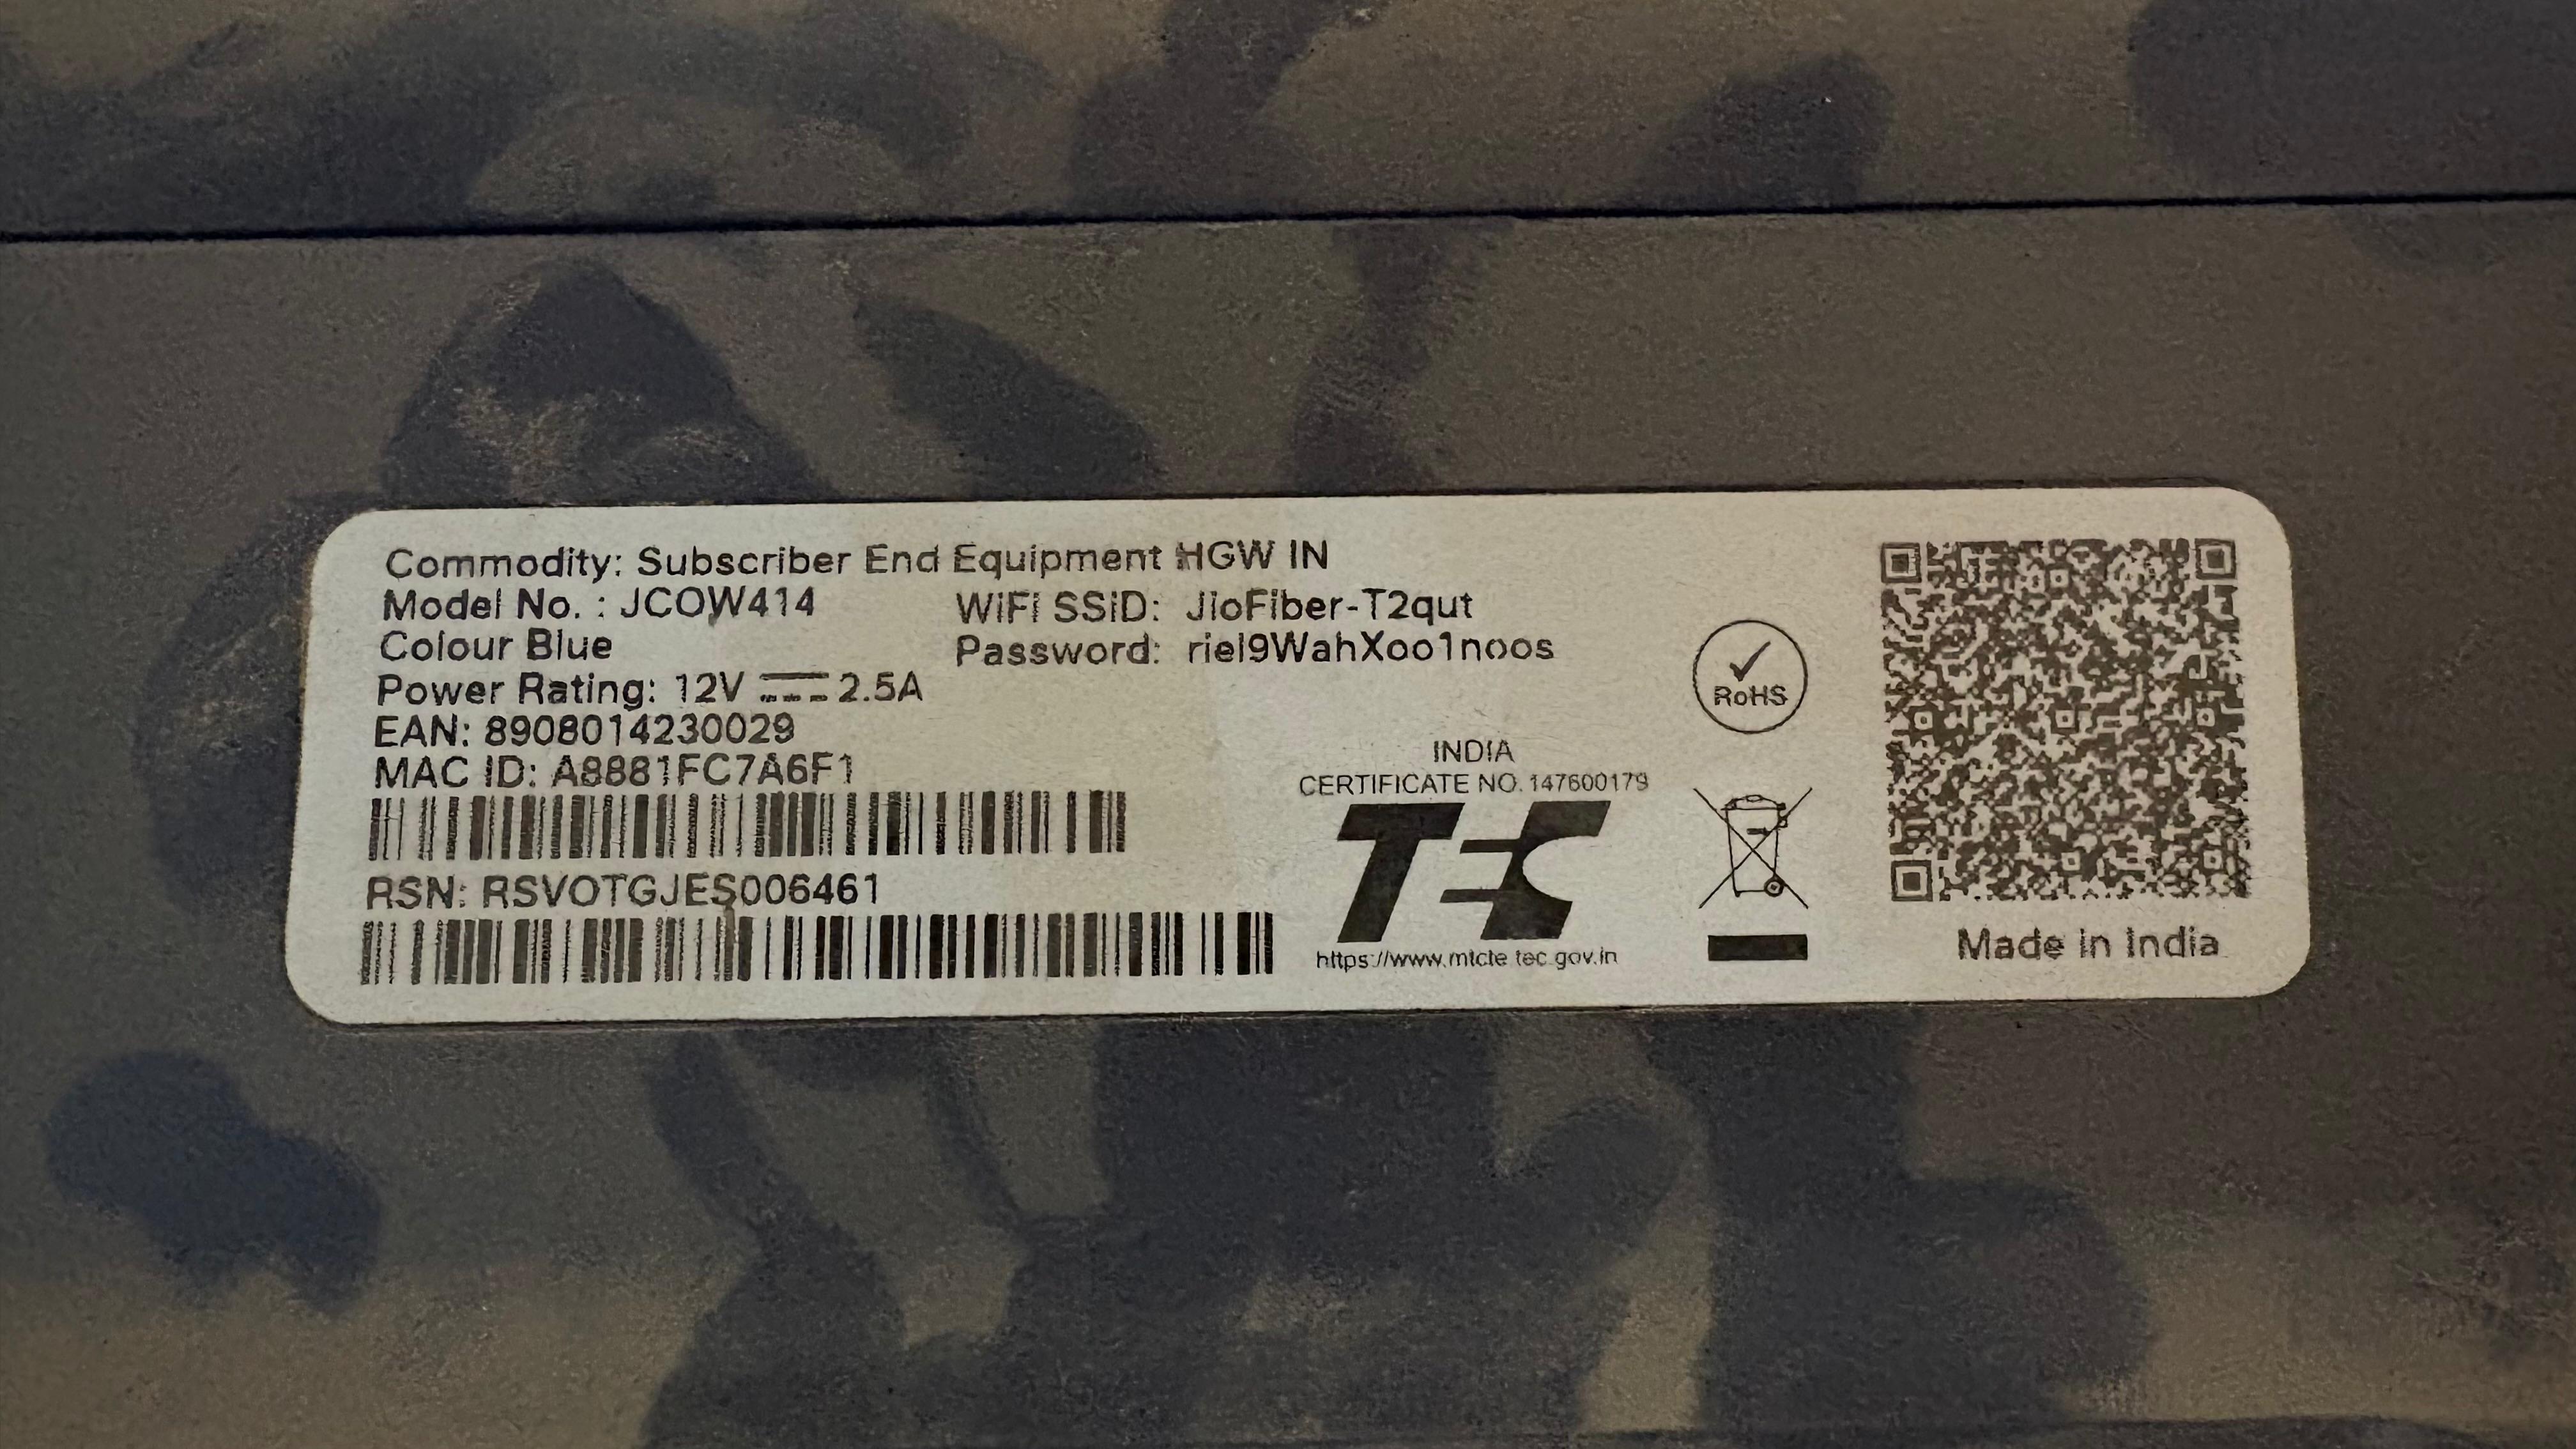 Commodity: Subscriber End Equipment HGW IN
Model No. : JCOW414
WiFi SSiD: JioFiber-T2qut
Colour Blue
Password: riel9WahXoo1noos
Power Rating: 12V 2.5A
EAN: 8908014230029
MAC ID: A8881FC7A6F1
RSN: RSVOTGJES006461
INDIA
CERTIFICATE NO. 147600179
TEC
https://www.mtcte.tec.gov.in
RoHS
Made in India